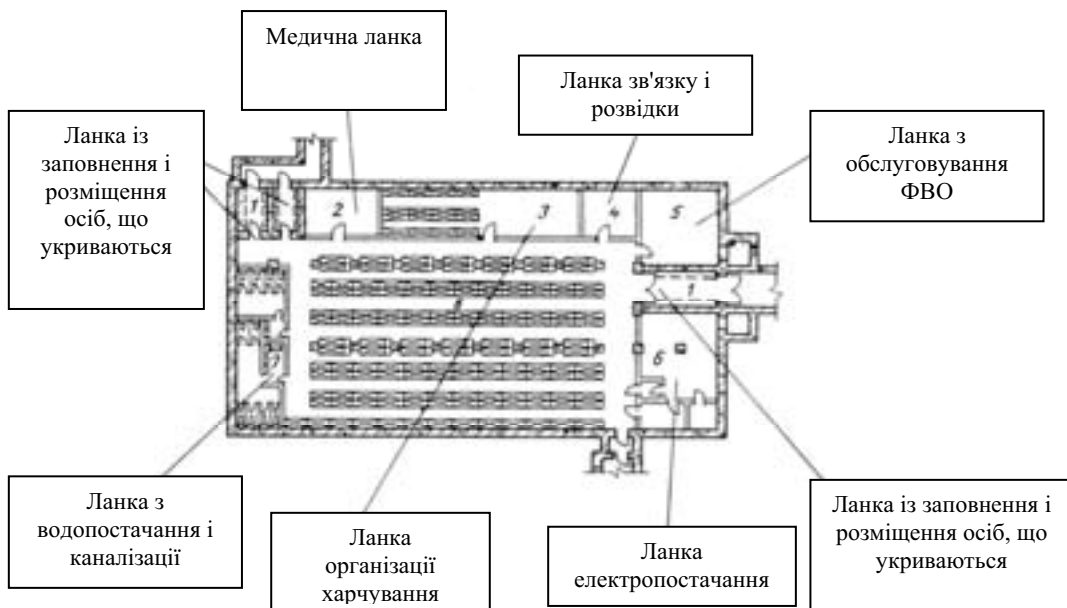 Медична ланка
Ланка зв'язку і
розвідки
Ланка із
заповнення і
розміщення
осіб, що
укриваються
Ланка з
обслуговування
ФВО
1
2
3
4
5
1
6
7
Ланка з
водопостачання і
каналізації
Ланка
організації
харчування
Ланка
електропостачання
Ланка із заповнення і
розміщення осіб, що
укриваються